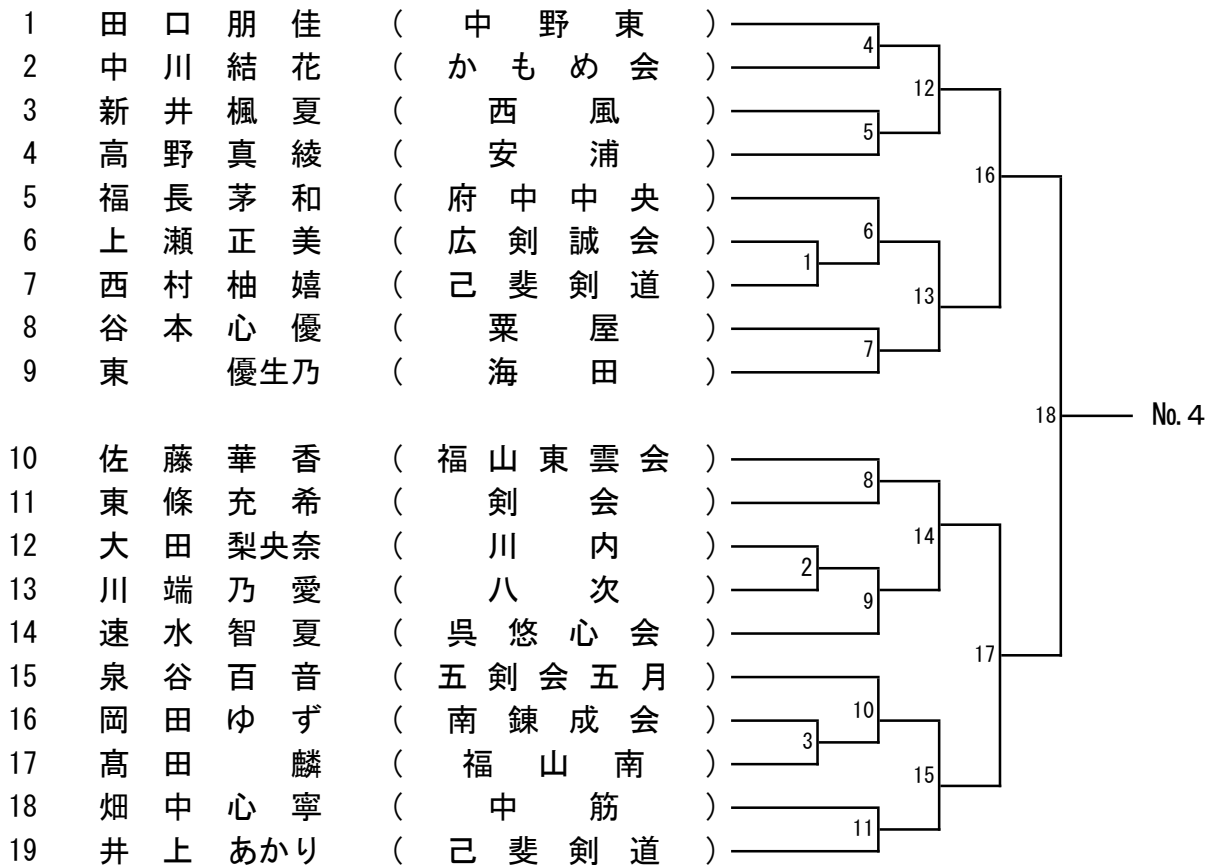 1 田口朋佳 (中野東)
4
2 中川結花 (かもめ会)
12
3 新井楓夏 (西風)
5
4 高野真綾 (安浦)
16
5 福長茅和 (府中中央)
6 上瀬正美 (広剣誠会) 6
1
7 西村柚嬉 (己斐剣道) 13
8 谷本心優 (粟屋)
7
9 東優生乃 (海田)
18 №4
10 佐藤華香 (福山東雲会)
8
11 東條充希 (剣会)
14
12 大田梨央奈 (川内)
2
13 川端乃愛 (八次)
9
14 速水智夏 (呉悠心会)
17
15 泉谷百音 (五剣会五月)
10
16 岡田ゆず (南錬成会)
3
17 髙田麟 (福山南)
15
18 畑中心寧 (中筋)
11
19 井上あかり (己斐剣道)